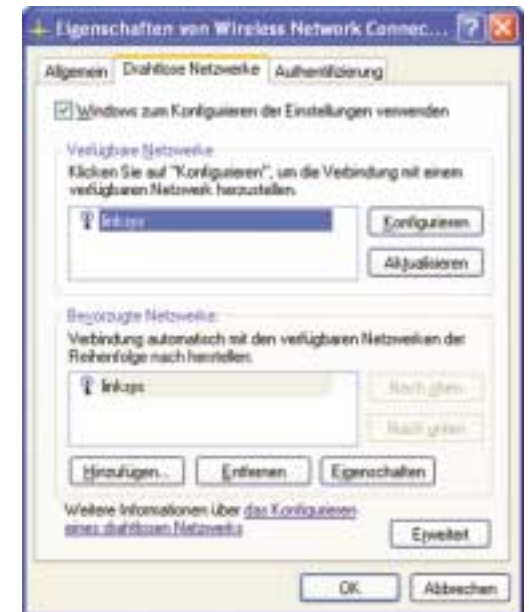 Eigenschaften von Wireless Network Connec...
Allgemein Drahtlose Netzwerke Authentifizierung
Windows zum Konfigurieren der Einstellungen verwenden
Verfügbare Netzwerke
Klicken Sie auf "Konfigurieren", um die Verbindung mit einem
verfügbaren Netzwerk herzustellen.
linksys
Konfigurieren
Aktualisieren
Bevorzugte Netzwerke:
Verbindung automatisch mit den verfügbaren Netzwerken der
Reihenfolge nach herstellen:
linksys
Nach oben
Nach unten
Hinzufügen... Entfernen Eigenschaften
Weitere Informationen über das Konfigurieren
eines drahtlosen Netzwerks
Erweitert
OK Abbrechen